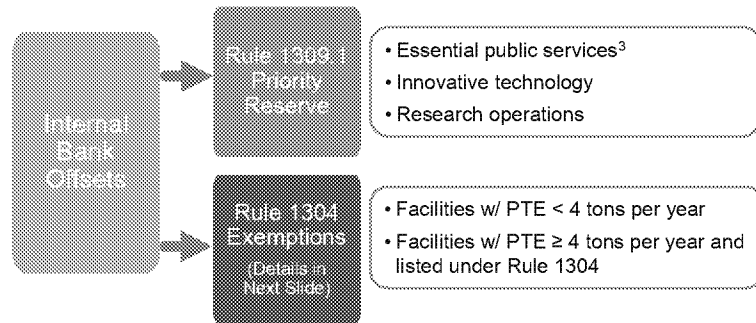 Internal
Bank
Offsets
Rule 1309.1
Priority
Reserve
• Essential public services³
• Innovative technology
• Research operations
Rule 1304
Exemptions
(Details in
Next Slide)
• Facilities w/ PTE < 4 tons per year
• Facilities w/ PTE ≥ 4 tons per year and
listed under Rule 1304